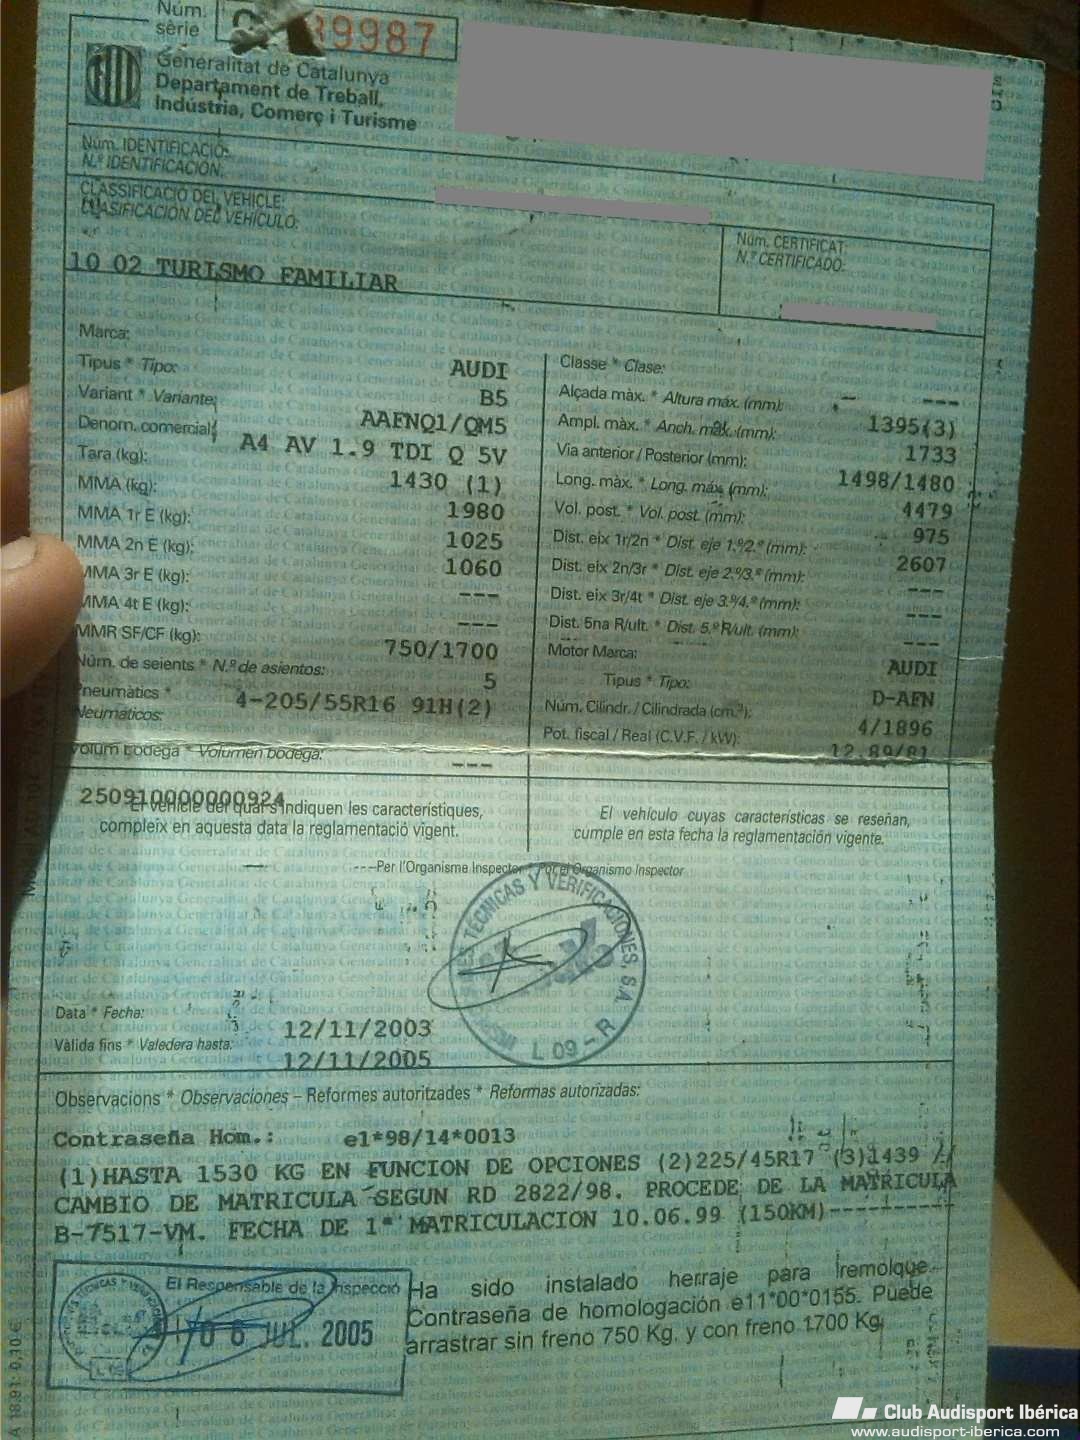 Núm.
sèrie
9987
Generalitat de Catalunya
Departament de Treball,
Indústria, Comerç i Turisme
Núm. IDENTIFICACIÓ:
N.º IDENTIFICACIÓN:
CLASSIFICACIÓ DEL VEHICLE:
CLASIFICACIÓN DEL VEHÍCULO:
Núm. CERTIFICAT:
N.º CERTIFICADO:
10 02 TURISMO FAMILIAR
Marca: AUDI
Tipus * Tipo: B5
Variant * Variante: AAFNQ1/QM5
Denom. comercial: A4 AV 1.9 TDI Q 5V
Tara (kg): 1430 (1)
MMA (kg): 1980
MMA 1r E (kg): 1025
MMA 2n E (kg): 1060
MMA 3r E (kg): ---
MMA 4t E (kg): ---
MMR SF/CF (kg): 750/1700
Núm. de seients * N.º de asientos: 5
Pneumàtics * 4-205/55R16 91H(2)
Neumáticos:
Volum bodega * Volumen bodega: ---
Classe * Clase: - ---
Alçada màx. * Altura máx. (mm): 1395(3)
Ampl. màx. * Anch. máx. (mm): 1733
Via anterior / Posterior (mm): 1498/1480
Long. màx. * Long. máx. (mm): 4479
Vol. post. * Vol. post. (mm): 975
Dist. eix 1r/2n * Dist. eje 1.º/2.º (mm): 2607
Dist. eix 2n/3r * Dist. eje 2.º/3.º (mm): ---
Dist. eix 3r/4t * Dist. eje 3.º/4.º (mm): ---
Dist. 5na R/ult. * Dist. 5.ª R/ult. (mm): ---
Motor Marca: AUDI
Tipus * Tipo: D-AFN
Núm. Cilindr. / Cilindrada (cm.³): 4/1896
Pot. fiscal / Real (C.V.F. / kW): 12.89/81
250910000000924
El vehicle del qual s'indiquen les característiques,
compleix en aquesta data la reglamentació vigent.
El vehículo cuyas características se reseñan,
cumple en esta fecha la reglamentación vigente.
---Per l'Organisme Inspector * Por el Organismo Inspector
TÉCNICAS Y VERIFICACIONES, S.A.
L 09 - R
Data * Fecha: 12/11/2003
Vàlida fins * Valedera hasta: 12/11/2005
Observacions * Observaciones – Reformes autoritzades * Reformas autorizadas:
Contraseña Hom.: e1*98/14*0013
(1)HASTA 1530 KG EN FUNCION DE OPCIONES (2)225/45R17 (3)1439 //
CAMBIO DE MATRICULA SEGUN RD 2822/98. PROCEDE DE LA MATRICULA
B-7517-VM. FECHA DE 1ª MATRICULACION 10.06.99 (150KM)----------
El Responsable de la Inspecció
06 JUL. 2005
L 09
Ha sido instalado herraje para remolque.
Contraseña de homologación e11*00*0155. Puede
arrastrar sin freno 750 Kg. y con freno 1700 Kg.
Club Audisport Ibérica
www.audisport-iberica.com